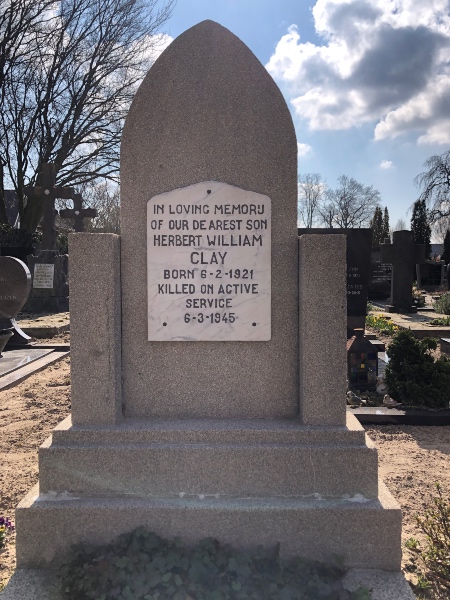 IN LOVING MEMORY
OF OUR DEAREST SON
HERBERT WILLIAM
CLAY
BORN 6-2-1921
KILLED ON ACTIVE
SERVICE
6-3-1945